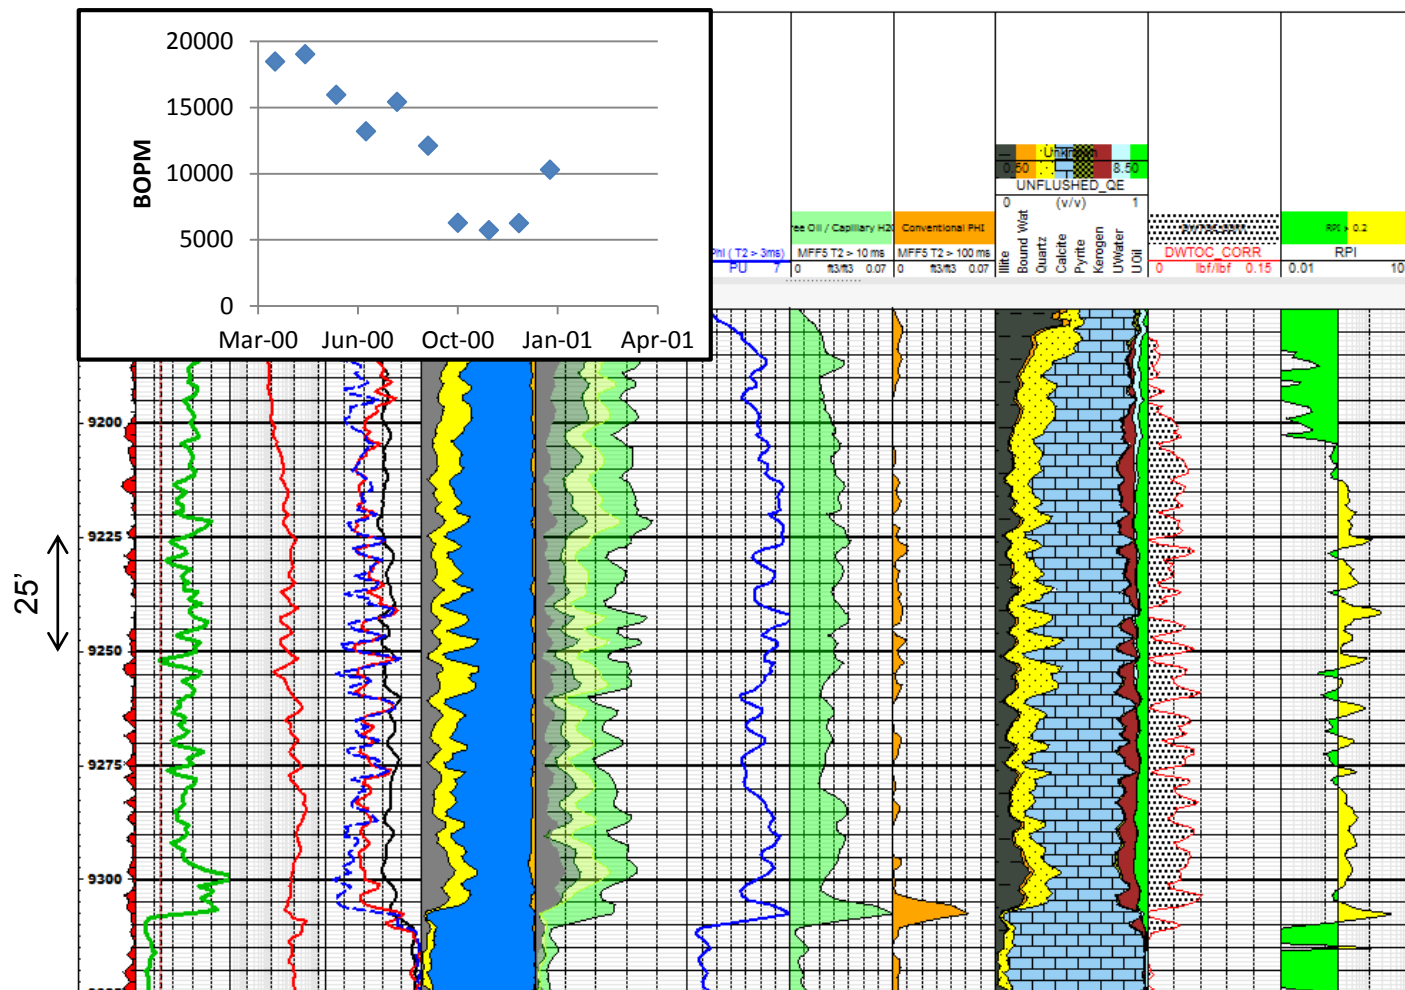 BOPM
20000
15000
10000
5000
0
Mar-00 Jun-00 Oct-00 Jan-01 Apr-01
Phi ( T2 > 3ms)
PU 7
ree Oil / Capillary H2
MFF5 T2 > 10 ms
0 ft3/ft3 0.07
Conventional PHI
MFF5 T2 > 100 ms
0 ft3/ft3 0.07
Unknown
0.50 8.50
UNFLUSHED_QE
0 (v/v) 1
Illite
Bound Wat
Quartz
Calcite
Pyrite
Kerogen
UWater
UOil
DWTOC_CORR
0 lbf/lbf 0.15
RPI > 0.2
RPI
0.01 10
9200
9225
9250
9275
9300
25'